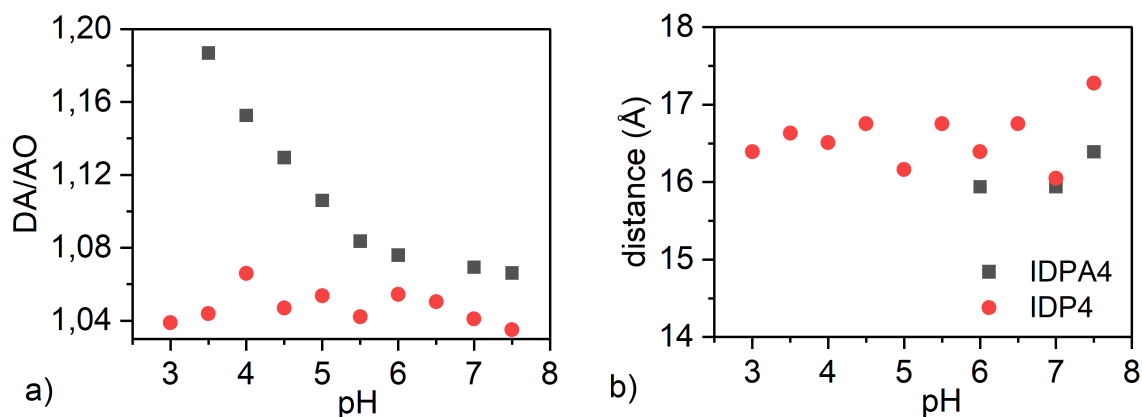 1,20
1,16
1,12
1,08
1,04
DA/AO
3 4 5 6 7 8
pH
a)
18
17
16
15
14
distance (Å)
IDPA4
IDP4
3 4 5 6 7 8
pH
b)